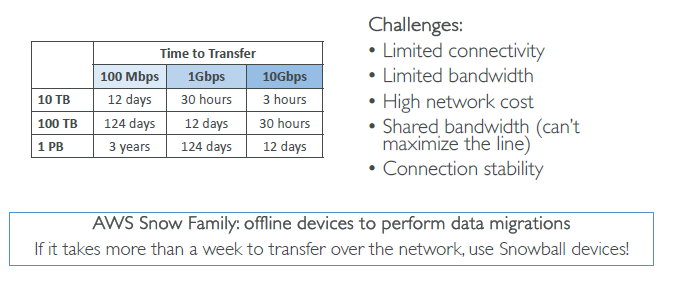 Time to Transfer
100 Mbps 1Gbps 10Gbps
10 TB 12 days 30 hours 3 hours
100 TB 124 days 12 days 30 hours
1 PB 3 years 124 days 12 days
Challenges:
• Limited connectivity
• Limited bandwidth
• High network cost
• Shared bandwidth (can't
maximize the line)
• Connection stability
AWS Snow Family: offline devices to perform data migrations
If it takes more than a week to transfer over the network, use Snowball devices!